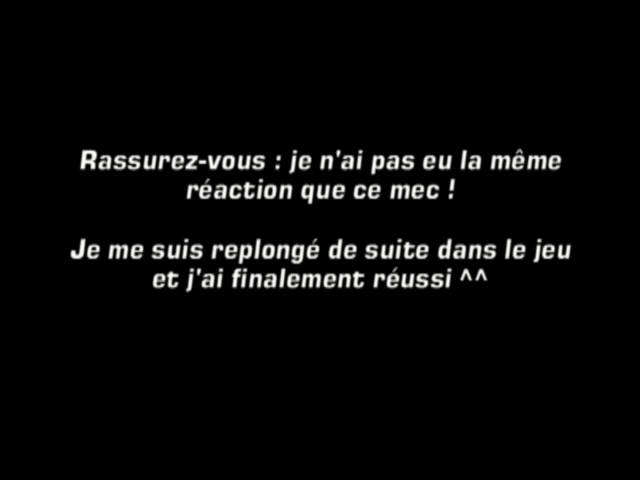 Rassurez-vous : je n'ai pas eu la même
réaction que ce mec !
Je me suis replongé de suite dans le jeu
et j'ai finalement réussi ^^